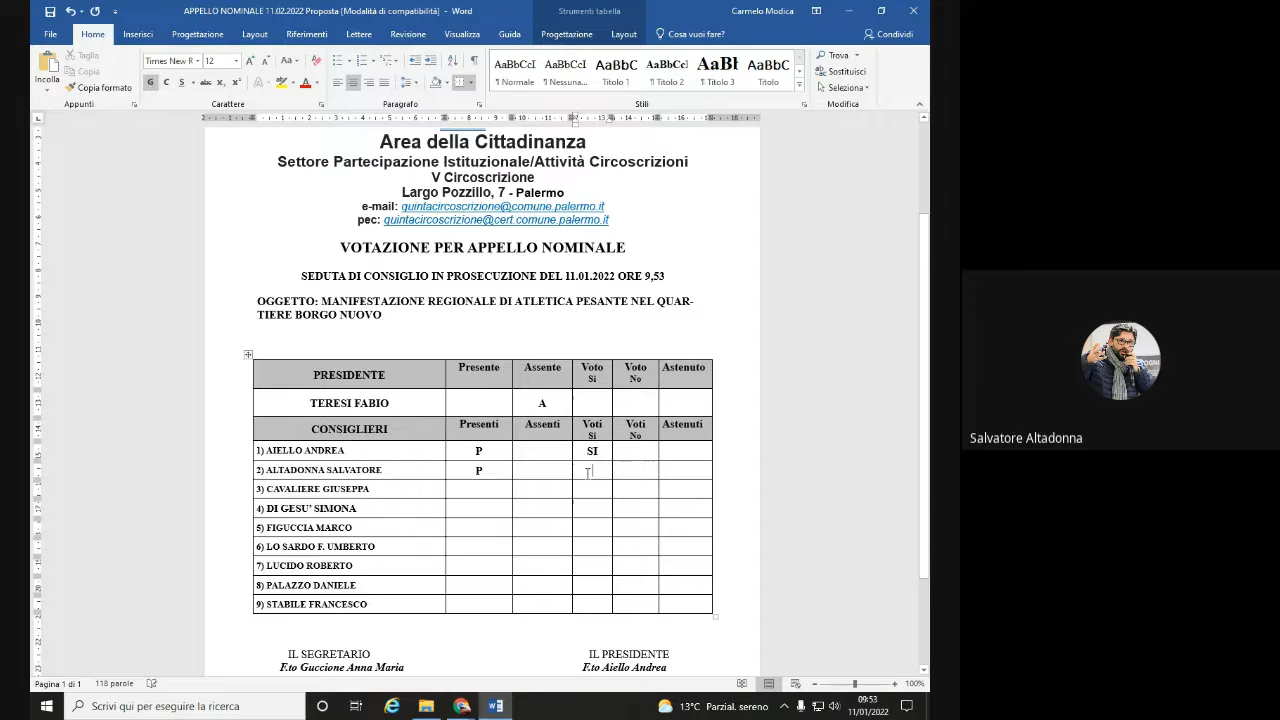 APPELLO NOMINALE 11.02.2022 Proposta [Modalità di compatibilità] - Word
Strumenti tabella
Carmelo Modica
File Home Inserisci Progettazione Layout Riferimenti Lettere Revisione Visualizza Guida Progettazione Layout Cosa vuoi fare? Condividi
Incolla
Taglia
Copia
Copia formato
Appunti
Times New R 12
Carattere
Paragrafo
AaBbCcI AaBbCcI AaBbC AaBbCc AaBb AaBbC
¶ Normale ¶ Nessuna... Titolo 1 ¶ Titolo 2 ¶ Titolo 3 Titolo
Stili
Trova
Sostituisci
Seleziona
Modifica
Area della Cittadinanza
Settore Partecipazione Istituzionale/Attività Circoscrizioni
V Circoscrizione
Largo Pozzillo, 7 - Palermo
e-mail: quintacircoscrizione@comune.palermo.it
pec: quintacircoscrizione@cert.comune.palermo.it
VOTAZIONE PER APPELLO NOMINALE
SEDUTA DI CONSIGLIO IN PROSECUZIONE DEL 11.01.2022 ORE 9,53
OGGETTO: MANIFESTAZIONE REGIONALE DI ATLETICA PESANTE NEL QUAR-
TIERE BORGO NUOVO
PRESIDENTE Presente Assente Voto Si Voto No Astenuto
TERESI FABIO A
CONSIGLIERI Presenti Assenti Voti Si Voti No Astenuti
1) AIELLO ANDREA P SI
2) ALTADONNA SALVATORE P
3) CAVALIERE GIUSEPPA
4) DI GESU' SIMONA
5) FIGUCCIA MARCO
6) LO SARDO F. UMBERTO
7) LUCIDO ROBERTO
8) PALAZZO DANIELE
9) STABILE FRANCESCO
IL SEGRETARIO IL PRESIDENTE
F.to Guccione Anna Maria F.to Aiello Andrea
Salvatore Altadonna
Pagina 1 di 1 118 parole 100%
Scrivi qui per eseguire la ricerca
13°C Parzial. sereno
09:53
11/01/2022